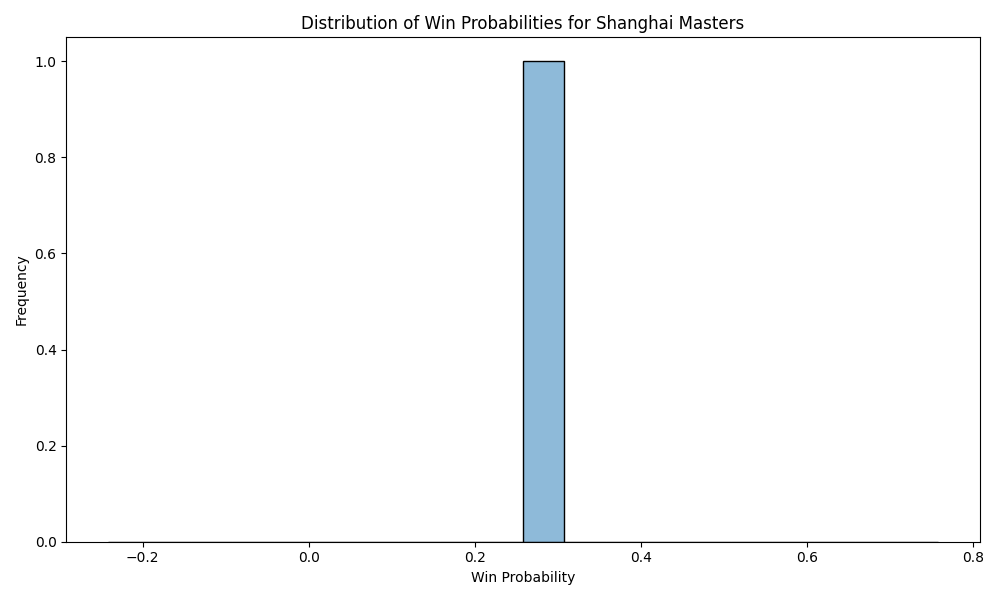 Distribution of Win Probabilities for Shanghai Masters
Frequency
1.0
0.8
0.6
0.4
0.2
0.0
−0.2 0.0 0.2 0.4 0.6 0.8
Win Probability